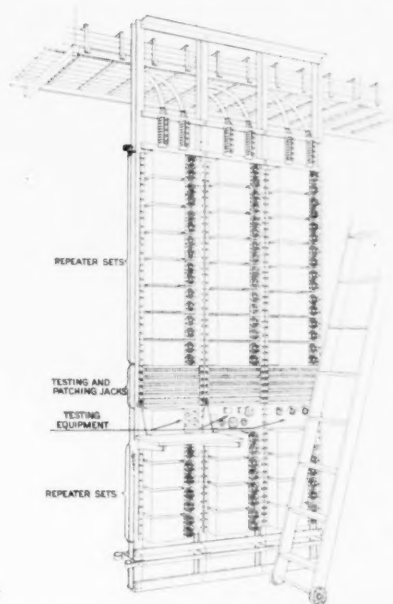 REPEATER SETS
TESTING AND
PATCHING JACKS
TESTING
EQUIPMENT
REPEATER SETS